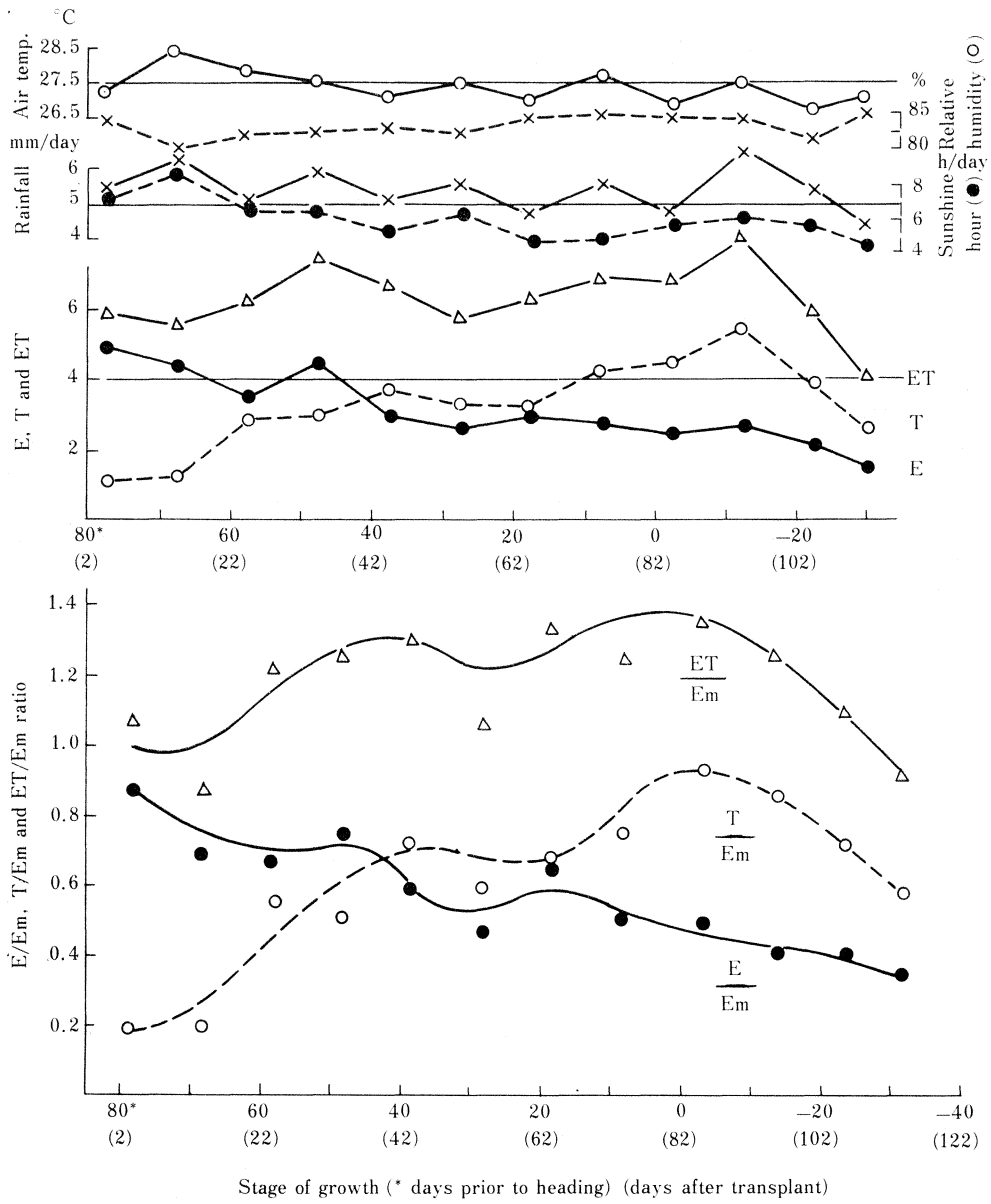 °C
Air temp.
28.5
27.5
26.5
%
85
80
Relative humidity (○)
mm/day
Rainfall
6
5
4
h/day
8
6
4
Sunshine hour (●)
E, T and ET
6
4
2
ET
T
E
80* 60 40 20 0 —20
(2) (22) (42) (62) (82) (102)
E/Em, T/Em and ET/Em ratio
1.4
1.2
1.0
0.8
0.6
0.4
0.2
ET
Em
T
Em
E
Em
80* 60 40 20 0 —20 —40
(2) (22) (42) (62) (82) (102) (122)
Stage of growth (* days prior to heading) (days after transplant)